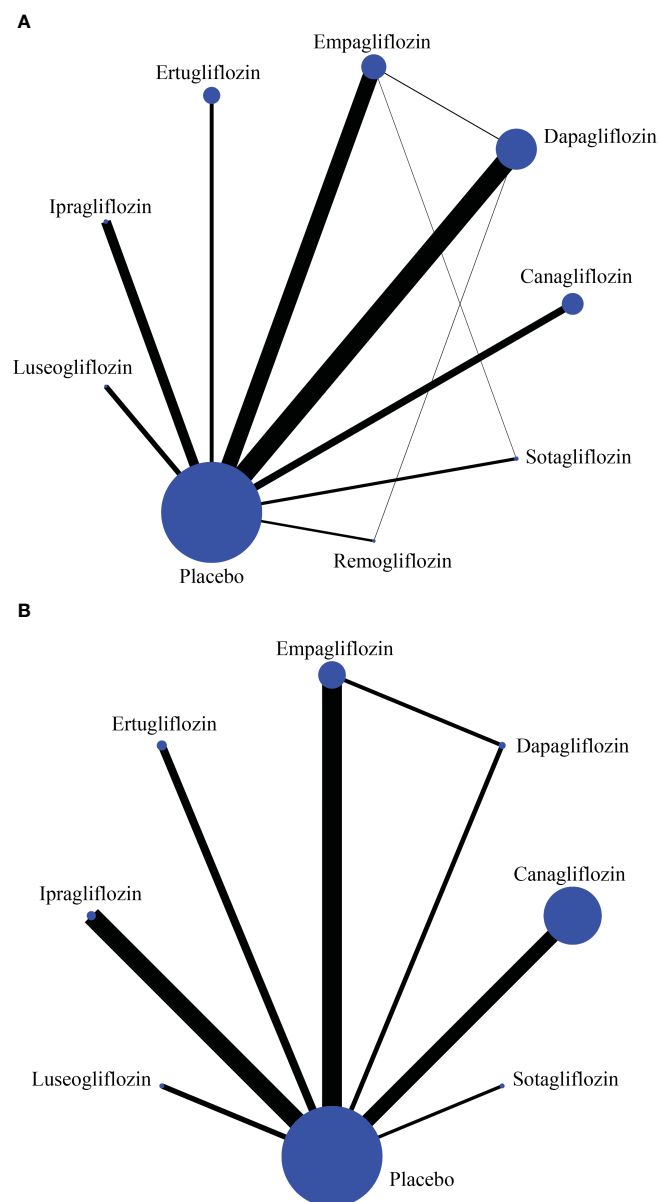 A
Empagliflozin
Ertugliflozin
Dapagliflozin
Ipragliflozin
Canagliflozin
Luseogliflozin
Sotagliflozin
Remogliflozin
Placebo
B
Empagliflozin
Ertugliflozin
Dapagliflozin
Canagliflozin
Ipragliflozin
Luseogliflozin
Sotagliflozin
Placebo